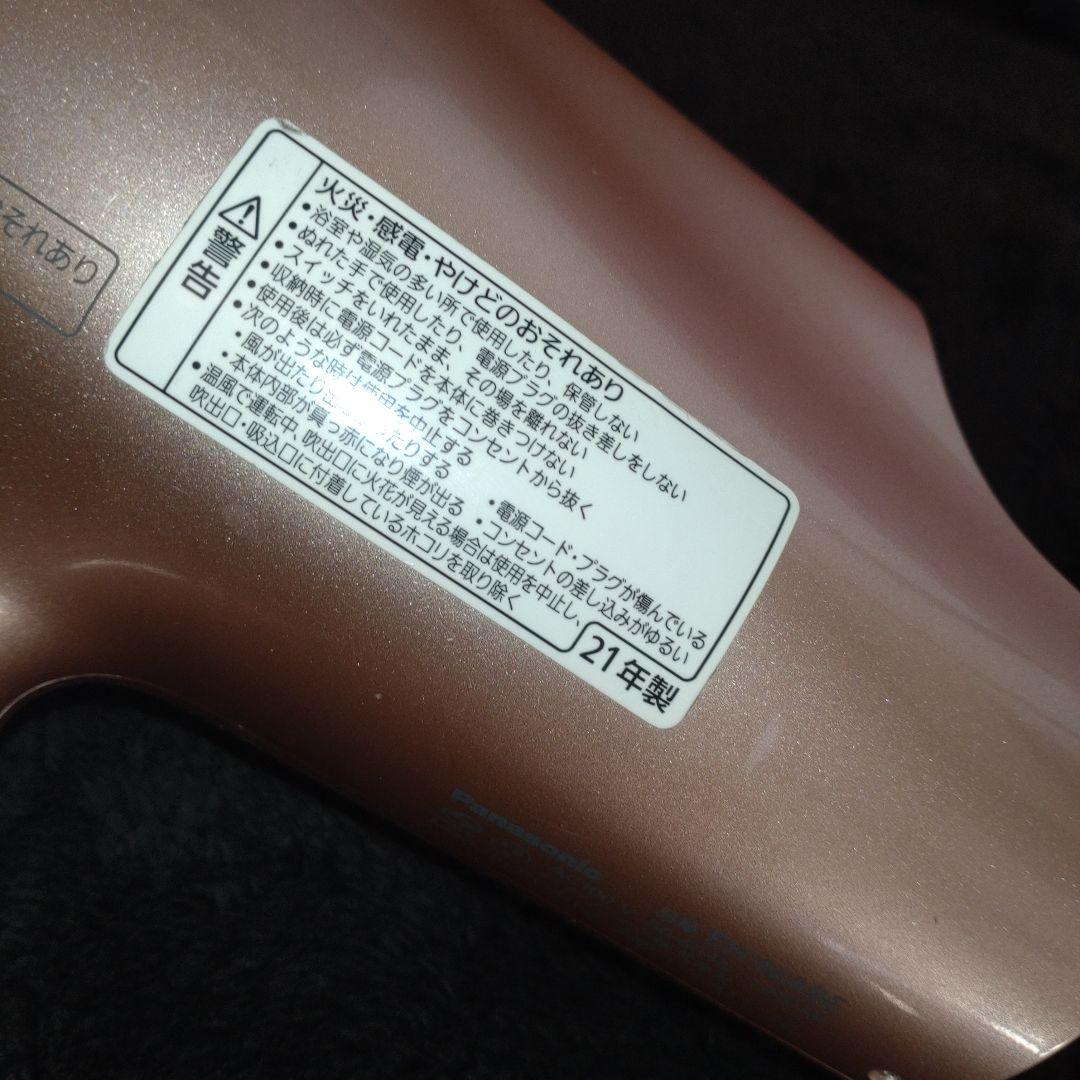 おそれあり
警告
火災・感電・やけどのおそれあり
・浴室や湿気の多い所で使用したり、保管しない
・ぬれた手で使用したり、電源プラグの抜き差しをしない
・スイッチをいれたまま、その場を離れない
・収納時に電源コードを本体に巻きつけない
・使用後は必ず電源プラグをコンセントから抜く
・次のような時は使用を中止する
・風が出たり したりする ・電源コード・プラグが傷んでいる
・本体内部が真っ赤になり煙が出る ・コンセントの差し込みがゆるい
・温風で運転中 吹出口に火花が見える場合は使用を中止し、
吹出口・吸込口に付着しているホコリを取り除く
21年製
Panasonic